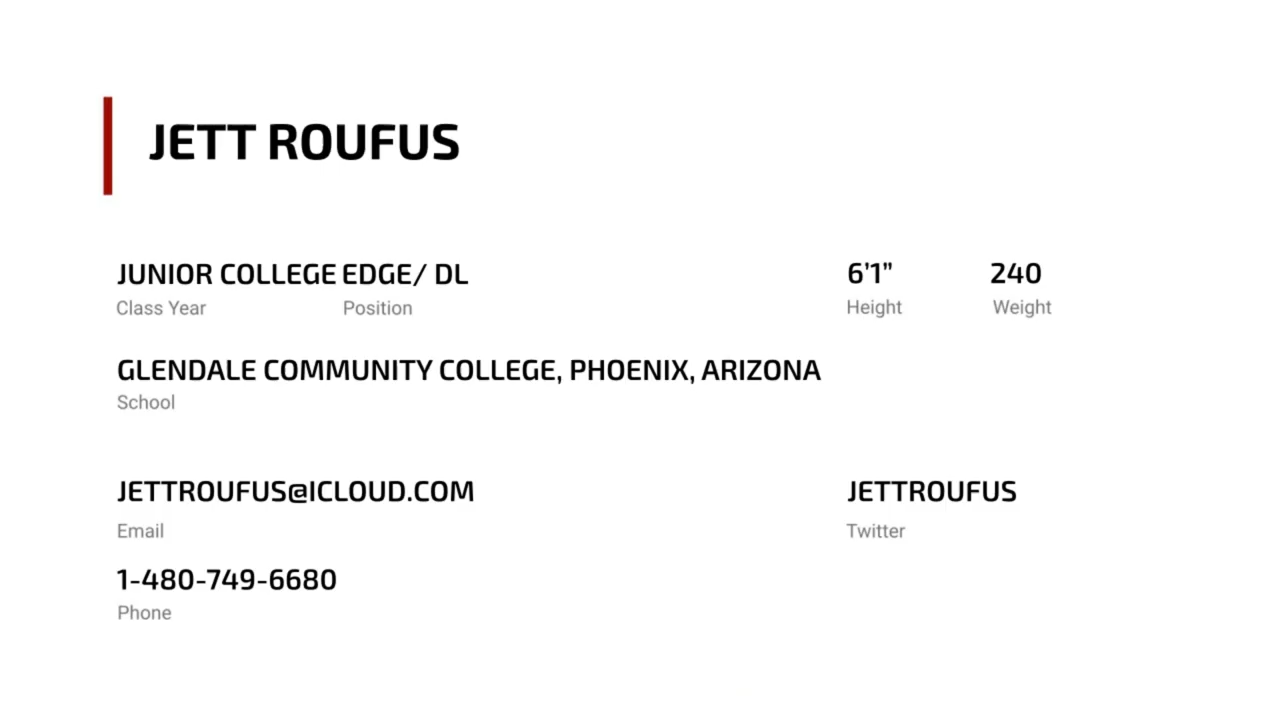 JETT ROUFUS
JUNIOR COLLEGE EDGE/ DL 6'1" 240
Class Year Position Height Weight
GLENDALE COMMUNITY COLLEGE, PHOENIX, ARIZONA
School
JETTROUFUS@ICLOUD.COM JETTROUFUS
Email Twitter
1-480-749-6680
Phone